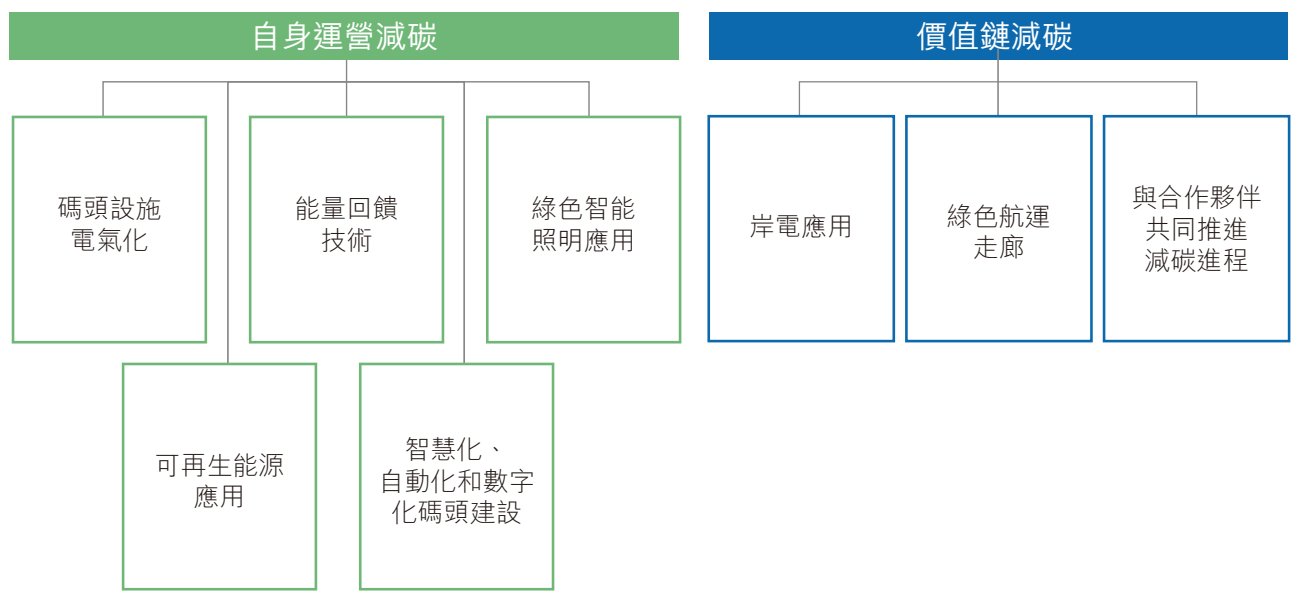 自身運營減碳
碼頭設施
電氣化
能量回饋
技術
綠色智能
照明應用
可再生能源
應用
智慧化、
自動化和數字
化碼頭建設
價值鏈減碳
岸電應用
綠色航運
走廊
與合作夥伴
共同推進
減碳進程